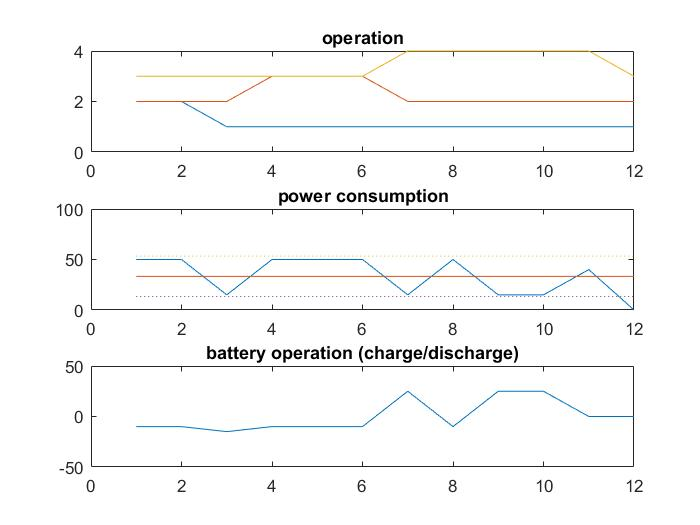 operation
4
2
0
0 2 4 6 8 10 12
power consumption
100
50
0
0 2 4 6 8 10 12
battery operation (charge/discharge)
50
0
-50
0 2 4 6 8 10 12